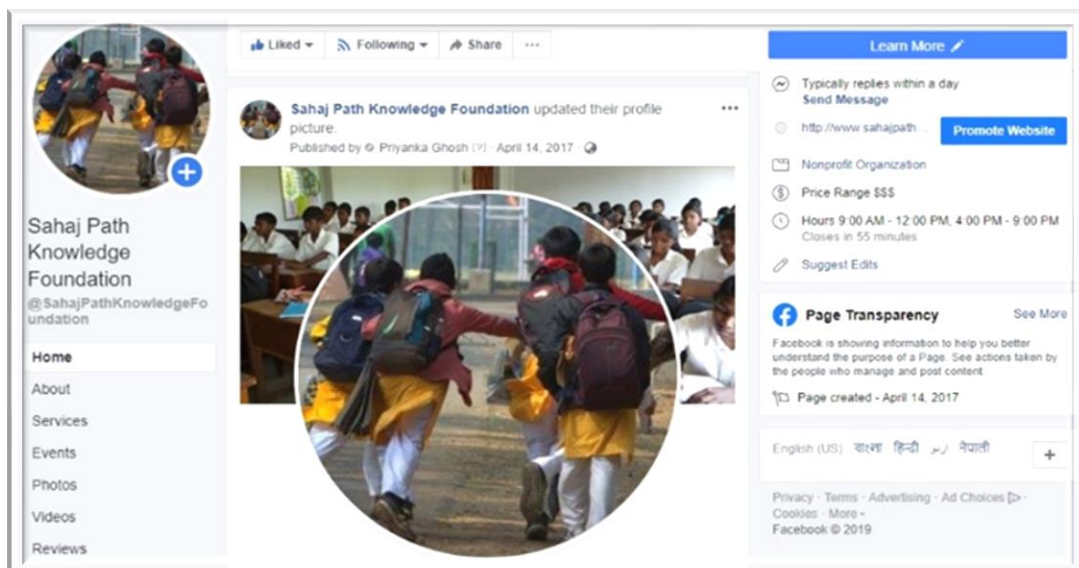 Sahaj Path
Knowledge
Foundation
@SahajPathKnowledgeFo
undation
Home
About
Services
Events
Photos
Videos
Reviews
Liked
Following
Share
Sahaj Path Knowledge Foundation updated their profile
picture.
Published by Priyanka Ghosh [?] · April 14, 2017 ·
Learn More
Typically replies within a day
Send Message
http://www.sahajpath...
Promote Website
Nonprofit Organization
Price Range $$$
Hours 9:00 AM - 12:00 PM, 4:00 PM - 9:00 PM
Closes in 55 minutes
Suggest Edits
Page Transparency
See More
Facebook is showing information to help you better
understand the purpose of a Page. See actions taken by
the people who manage and post content.
Page created - April 14, 2017
English (US) বাংলা हिन्दी اردو नेपाली
Privacy · Terms · Advertising · Ad Choices ·
Cookies · More
Facebook © 2019